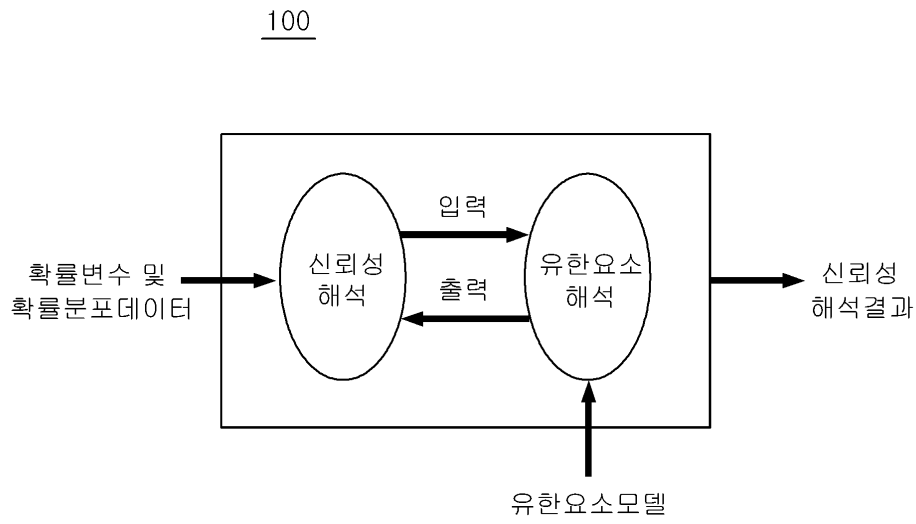 100
확률변수 및
확률분포데이터
신뢰성
해석
입력
출력
유한요소
해석
신뢰성
해석결과
유한요소모델